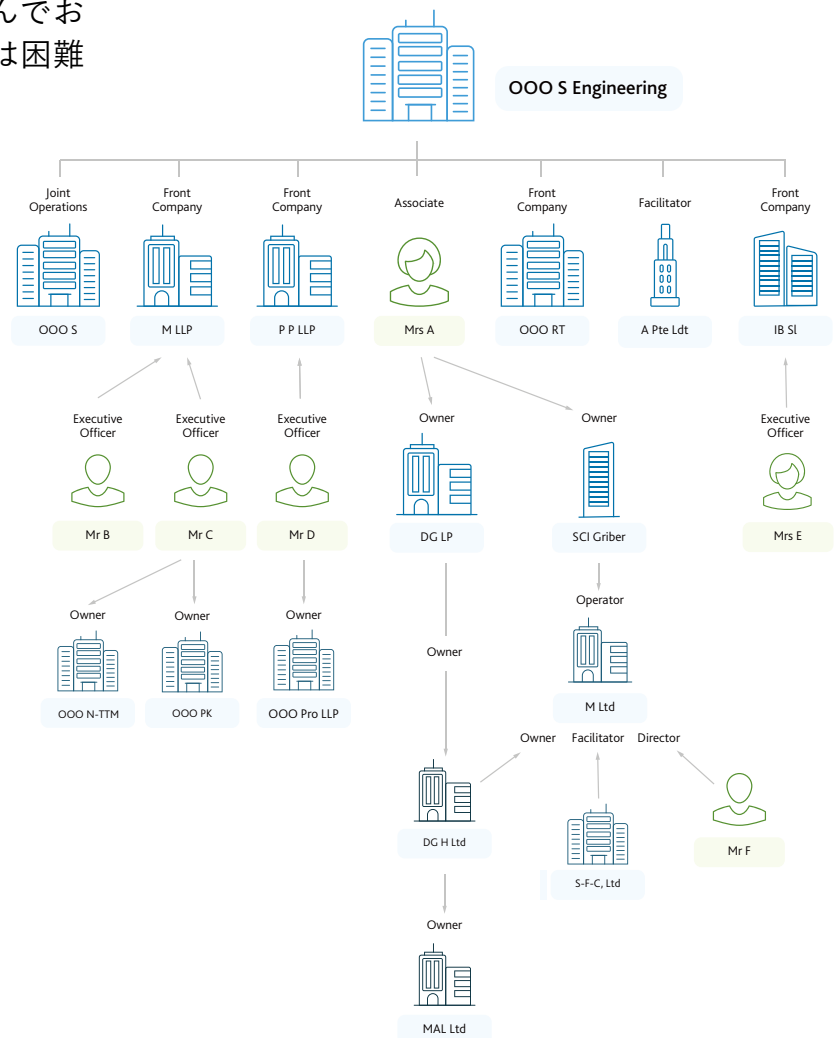 んでお
は困難
OOO S Engineering
Joint
Operations
Front
Company
Front
Company
Associate
Front
Company
Facilitator
Front
Company
OOO S
M LLP
P P LLP
Mrs A
OOO RT
A Pte Ldt
IB Sl
Executive
Officer
Executive
Officer
Executive
Officer
Owner
Owner
Executive
Officer
Mr B
Mr C
Mr D
DG LP
SCI Griber
Mrs E
Owner
Owner
Owner
Operator
OOO N-TTM
OOO PK
OOO Pro LLP
Owner
M Ltd
Owner
Facilitator
Director
DG H Ltd
S-F-C, Ltd
Mr F
Owner
MAL Ltd